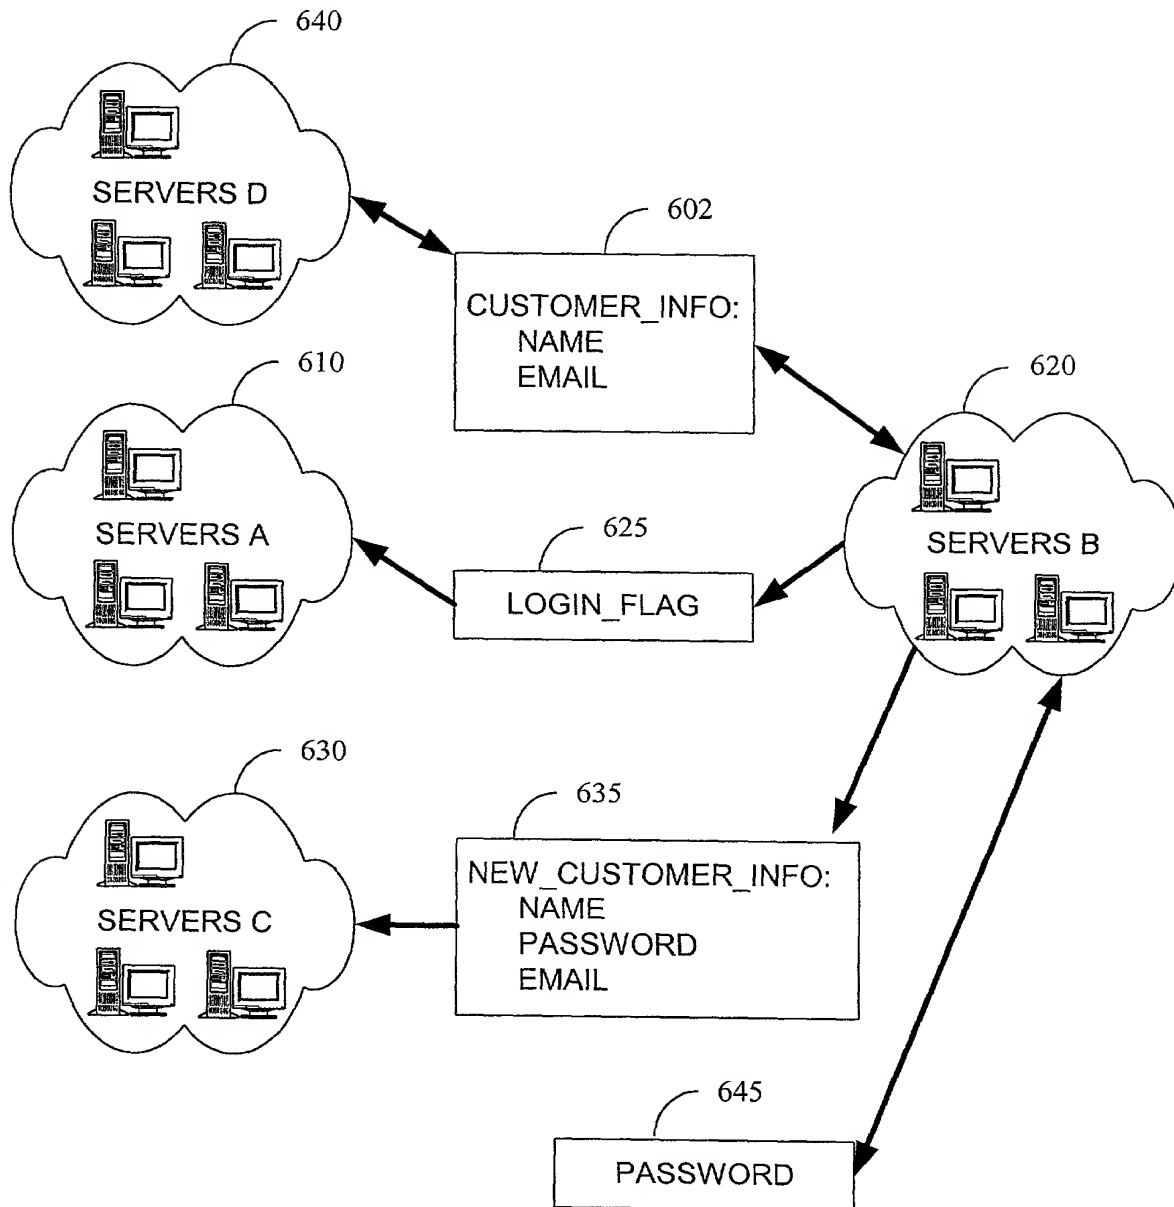 640
SERVERS D
602
CUSTOMER_INFO:
NAME
EMAIL
610
SERVERS A
620
SERVERS B
625
LOGIN_FLAG
630
SERVERS C
635
NEW_CUSTOMER_INFO:
NAME
PASSWORD
EMAIL
645
PASSWORD